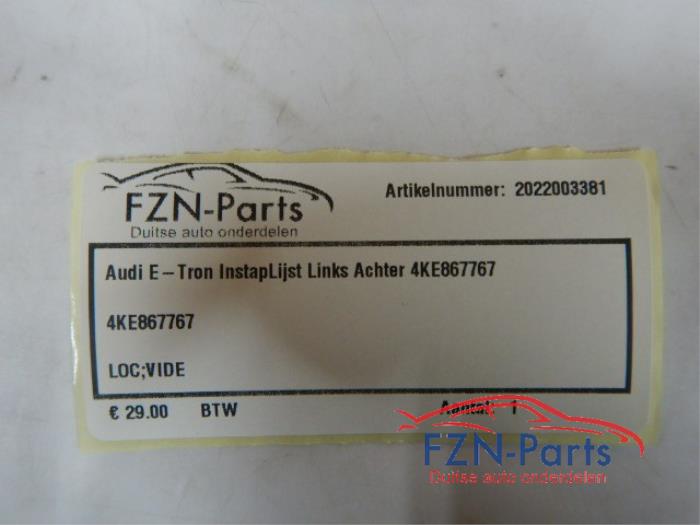 FZN-Parts
Duitse auto onderdelen
Artikelnummer: 2022003381
Audi E-Tron InstapLijst Links Achter 4KE867767
4KE867767
LOC;VIDE
€ 29.00 BTW Aantal: 1
FZN-Parts
Duitse auto onderdelen